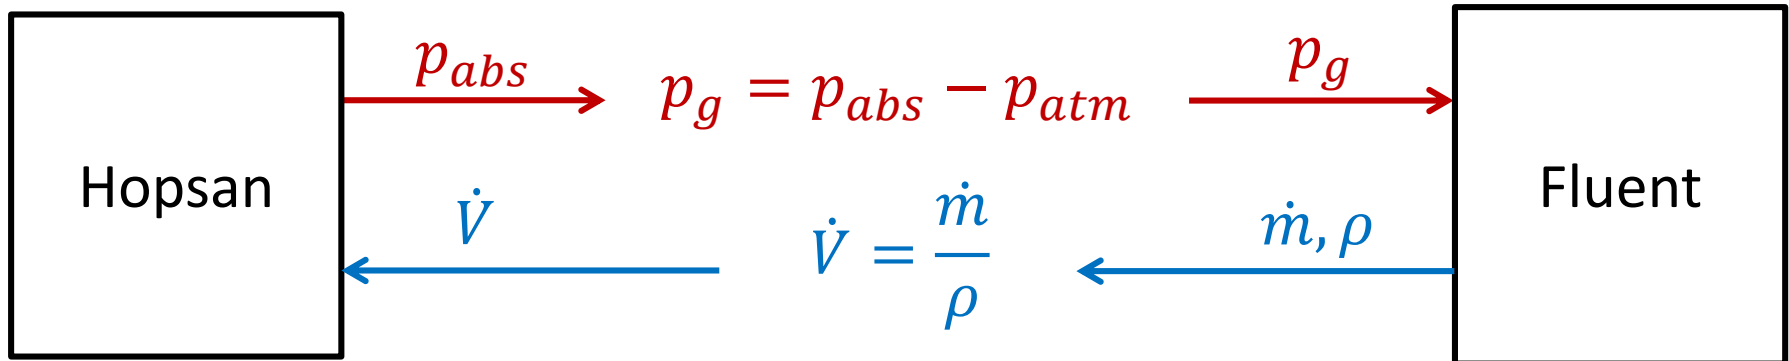 Hopsan
p_abs
p_g = p_abs − p_atm
p_g
Fluent
V̇
V̇ = ṁ/ρ
ṁ, ρ